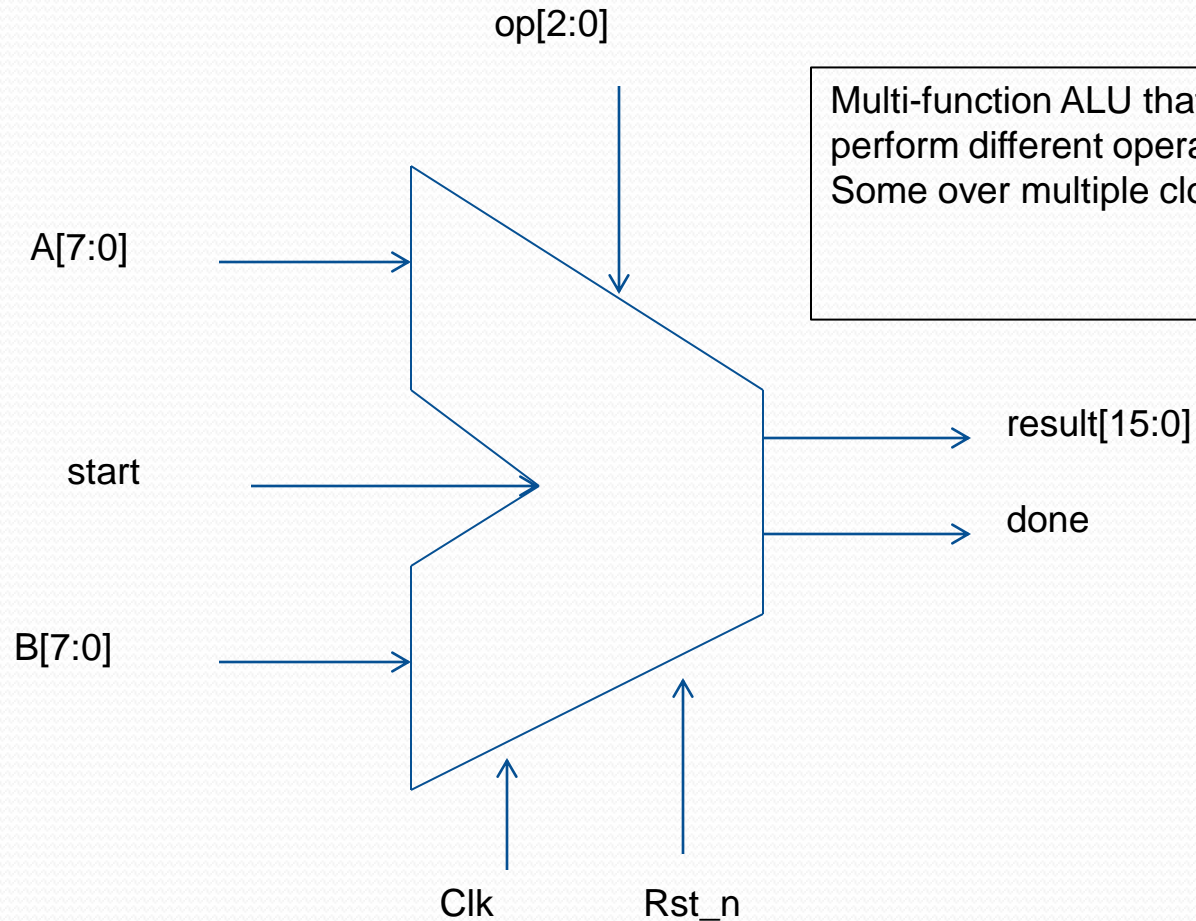 op[2:0]
Multi-function ALU that
perform different opera
Some over multiple clo
A[7:0]
result[15:0]
start
done
B[7:0]
Clk
Rst_n